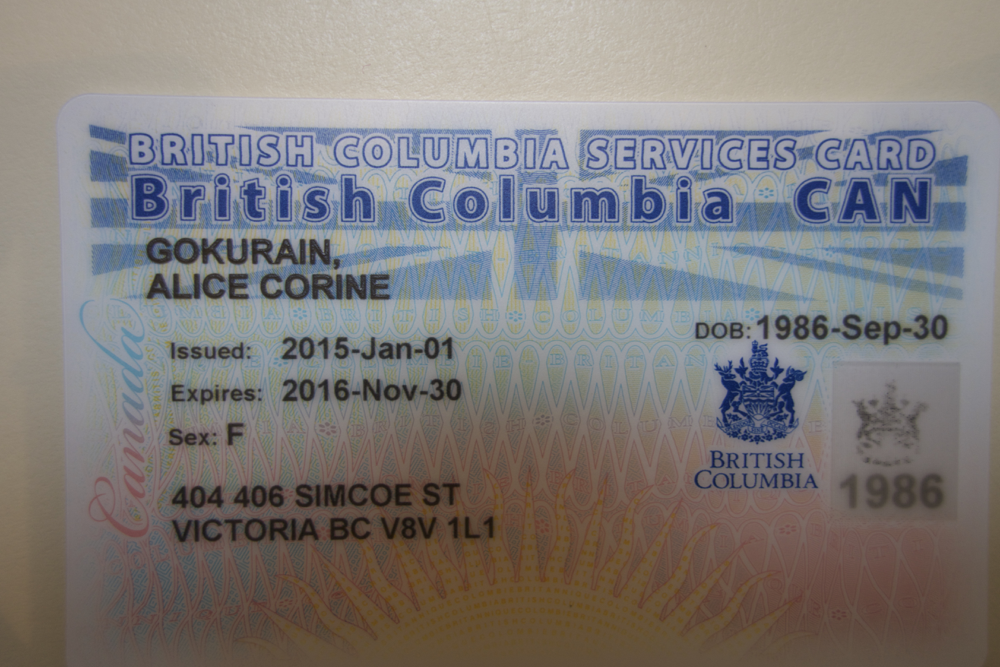 BRITISH COLUMBIA SERVICES CARD
British Columbia CAN
GOKURAIN,
ALICE CORINE
DOB: 1986-Sep-30
Issued: 2015-Jan-01
Expires: 2016-Nov-30
Sex: F
BRITISH
COLUMBIA
1986
404 406 SIMCOE ST
VICTORIA BC V8V 1L1
Canada